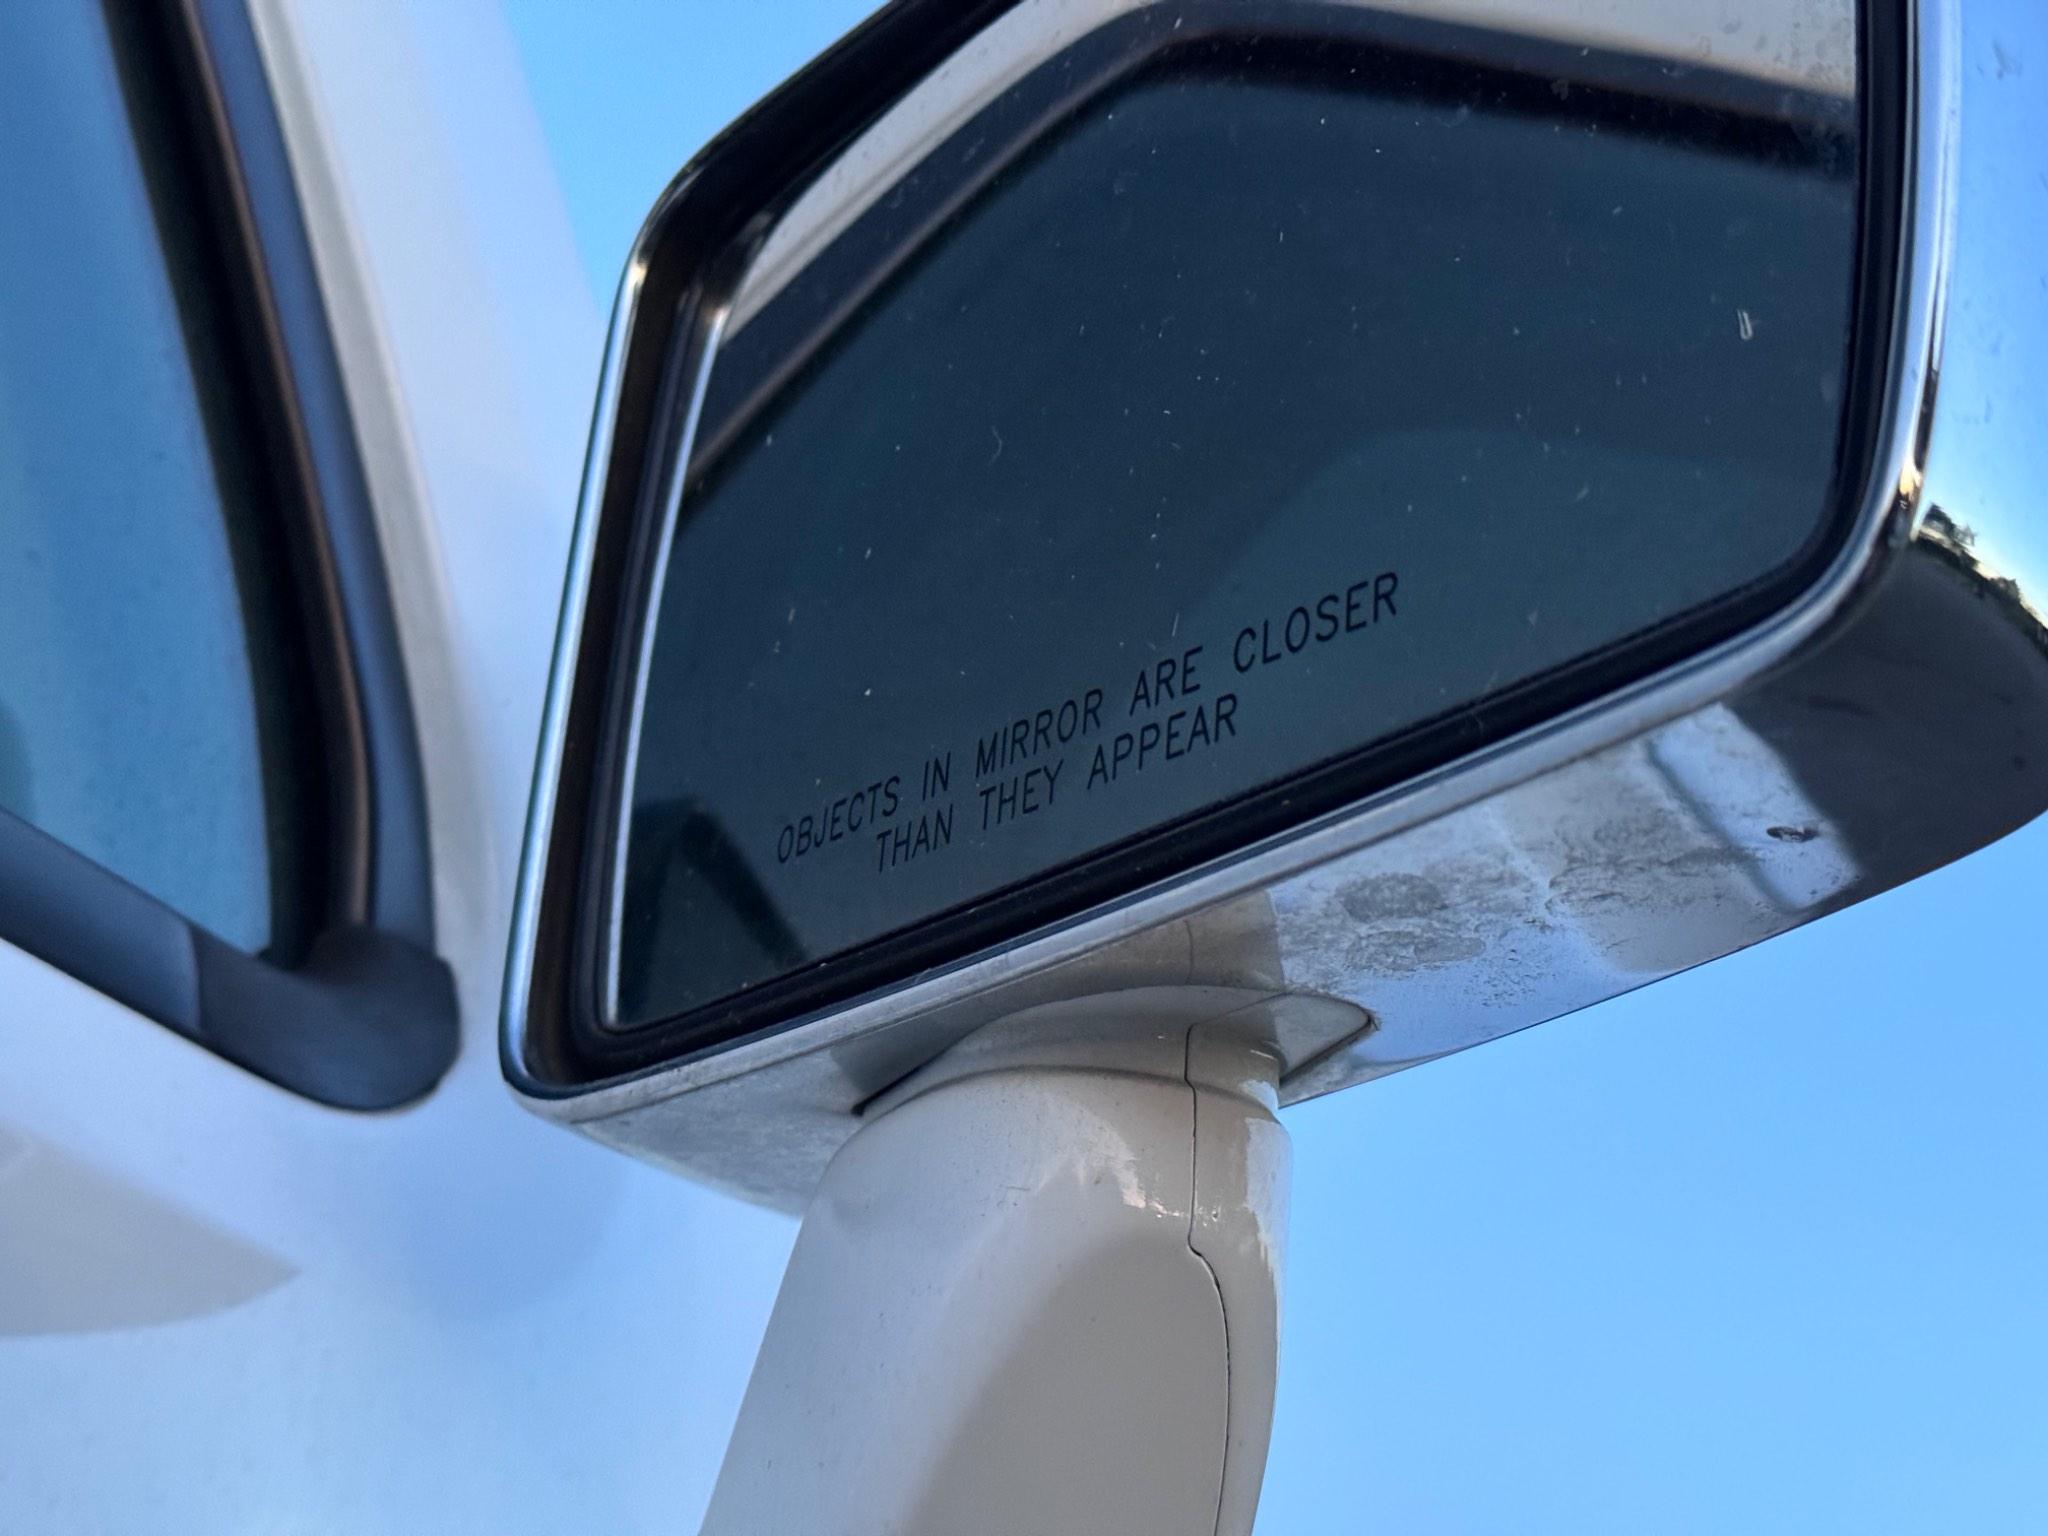 OBJECTS IN MIRROR ARE CLOSER
THAN THEY APPEAR